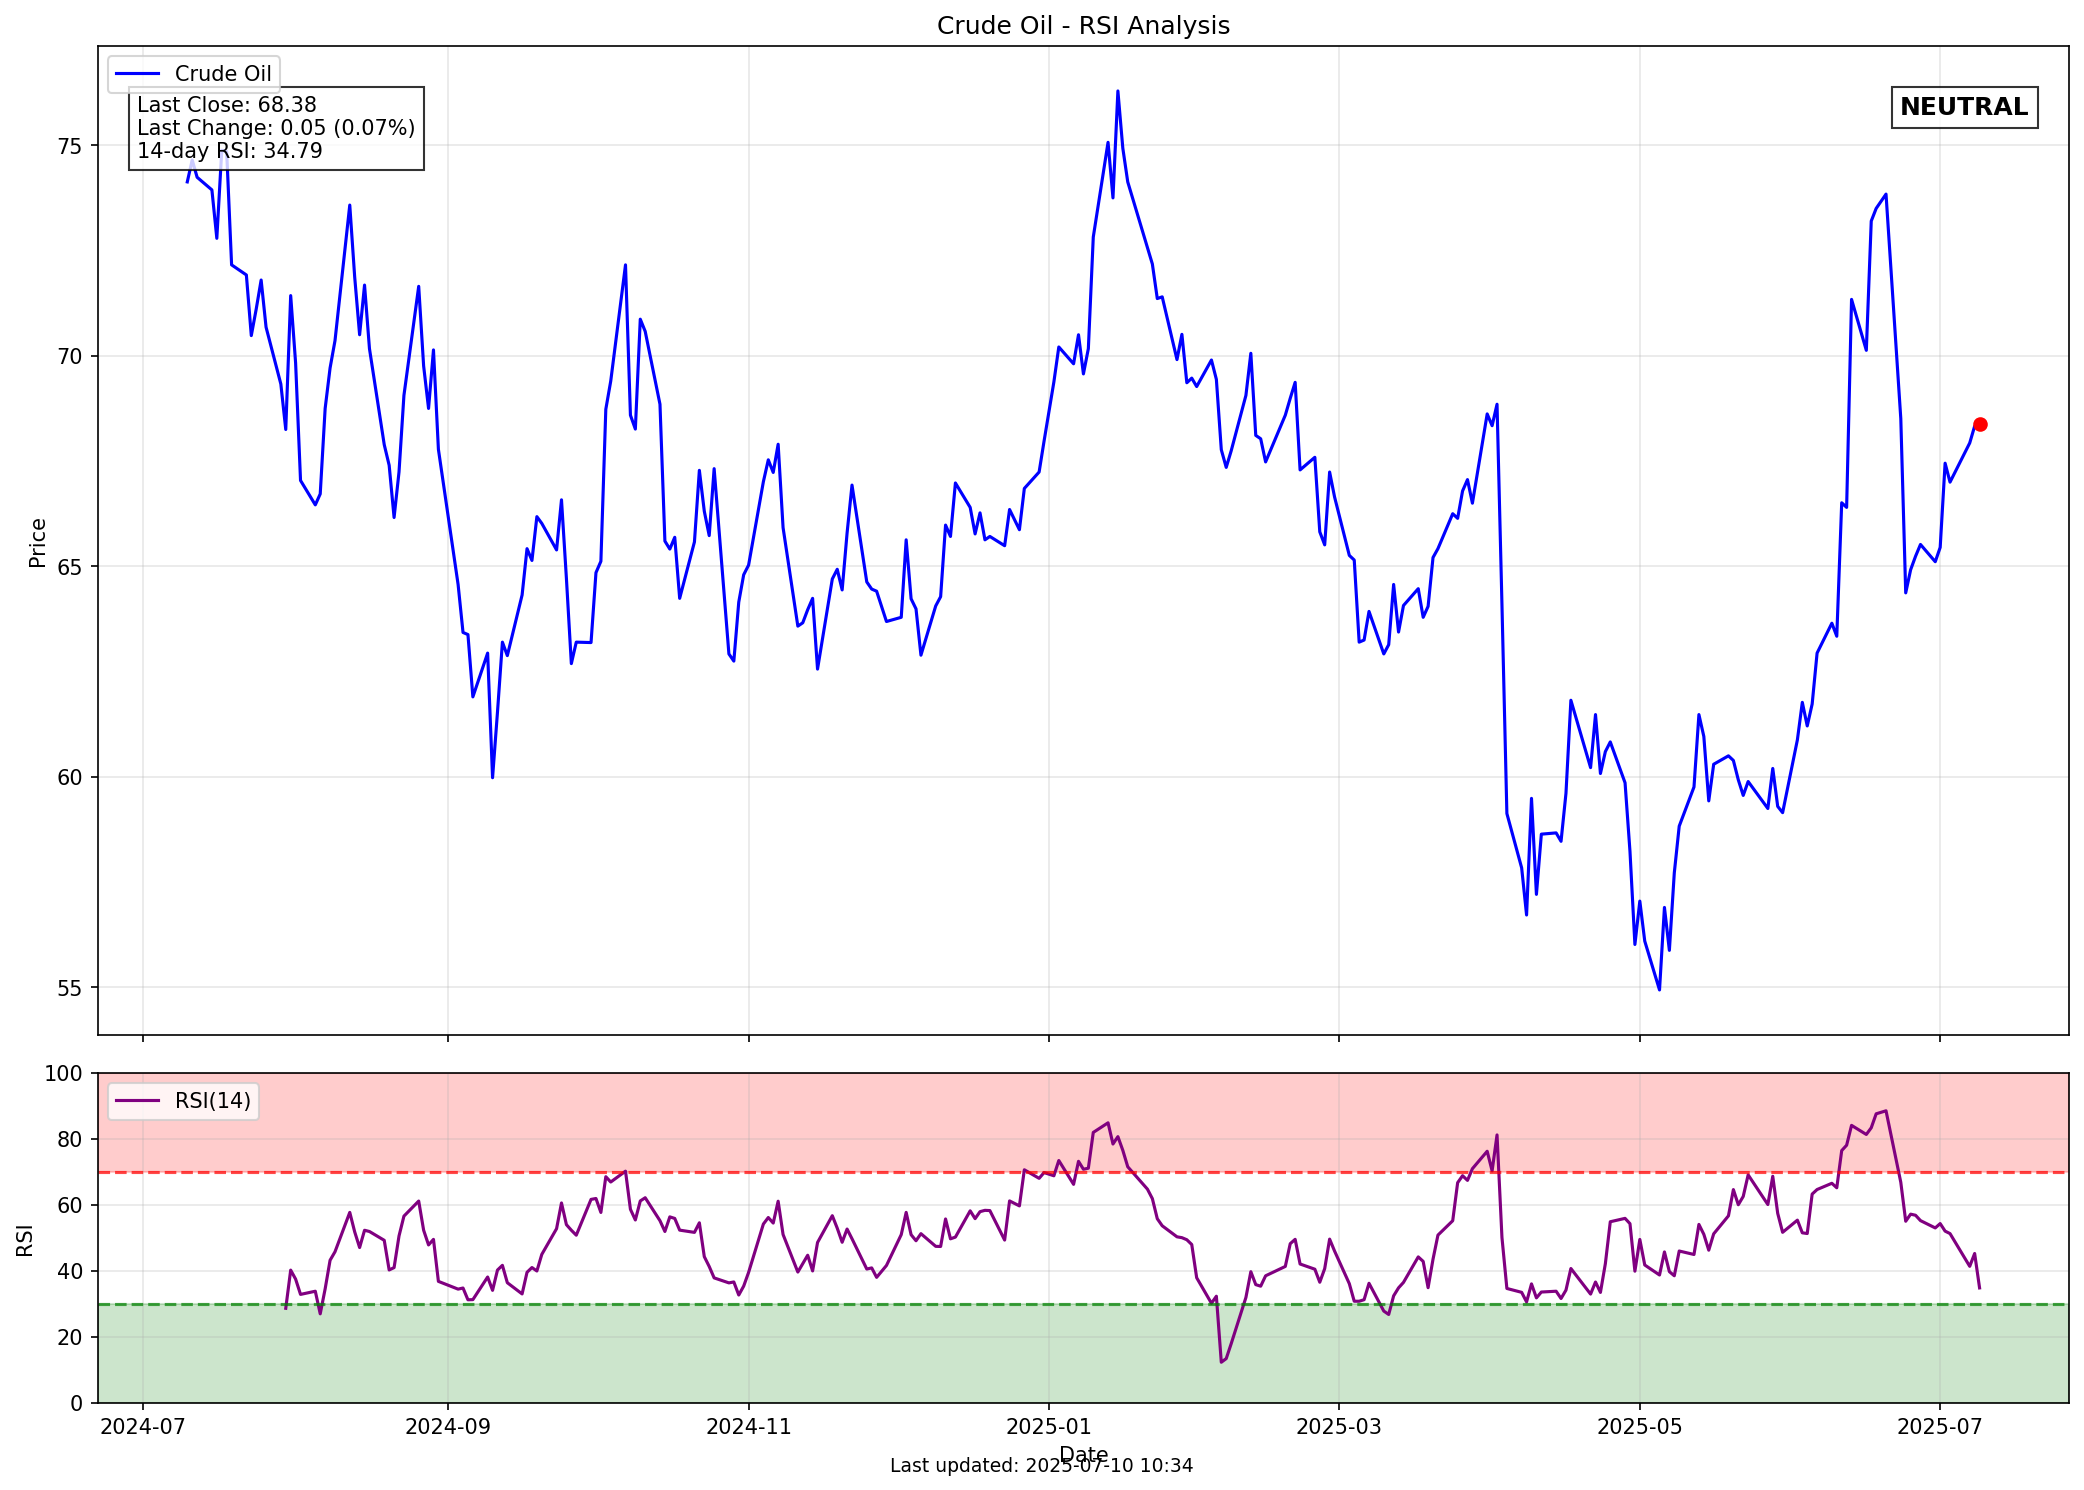 Crude Oil - RSI Analysis
Crude Oil
Last Close: 68.38
Last Change: 0.05 (0.07%)
14-day RSI: 34.79
NEUTRAL
75
70
65
60
55
Price
100
80
60
40
20
0
RSI
RSI(14)
2024-07
2024-09
2024-11
2025-01
2025-03
2025-05
2025-07
Date
Last updated: 2025-07-10 10:34